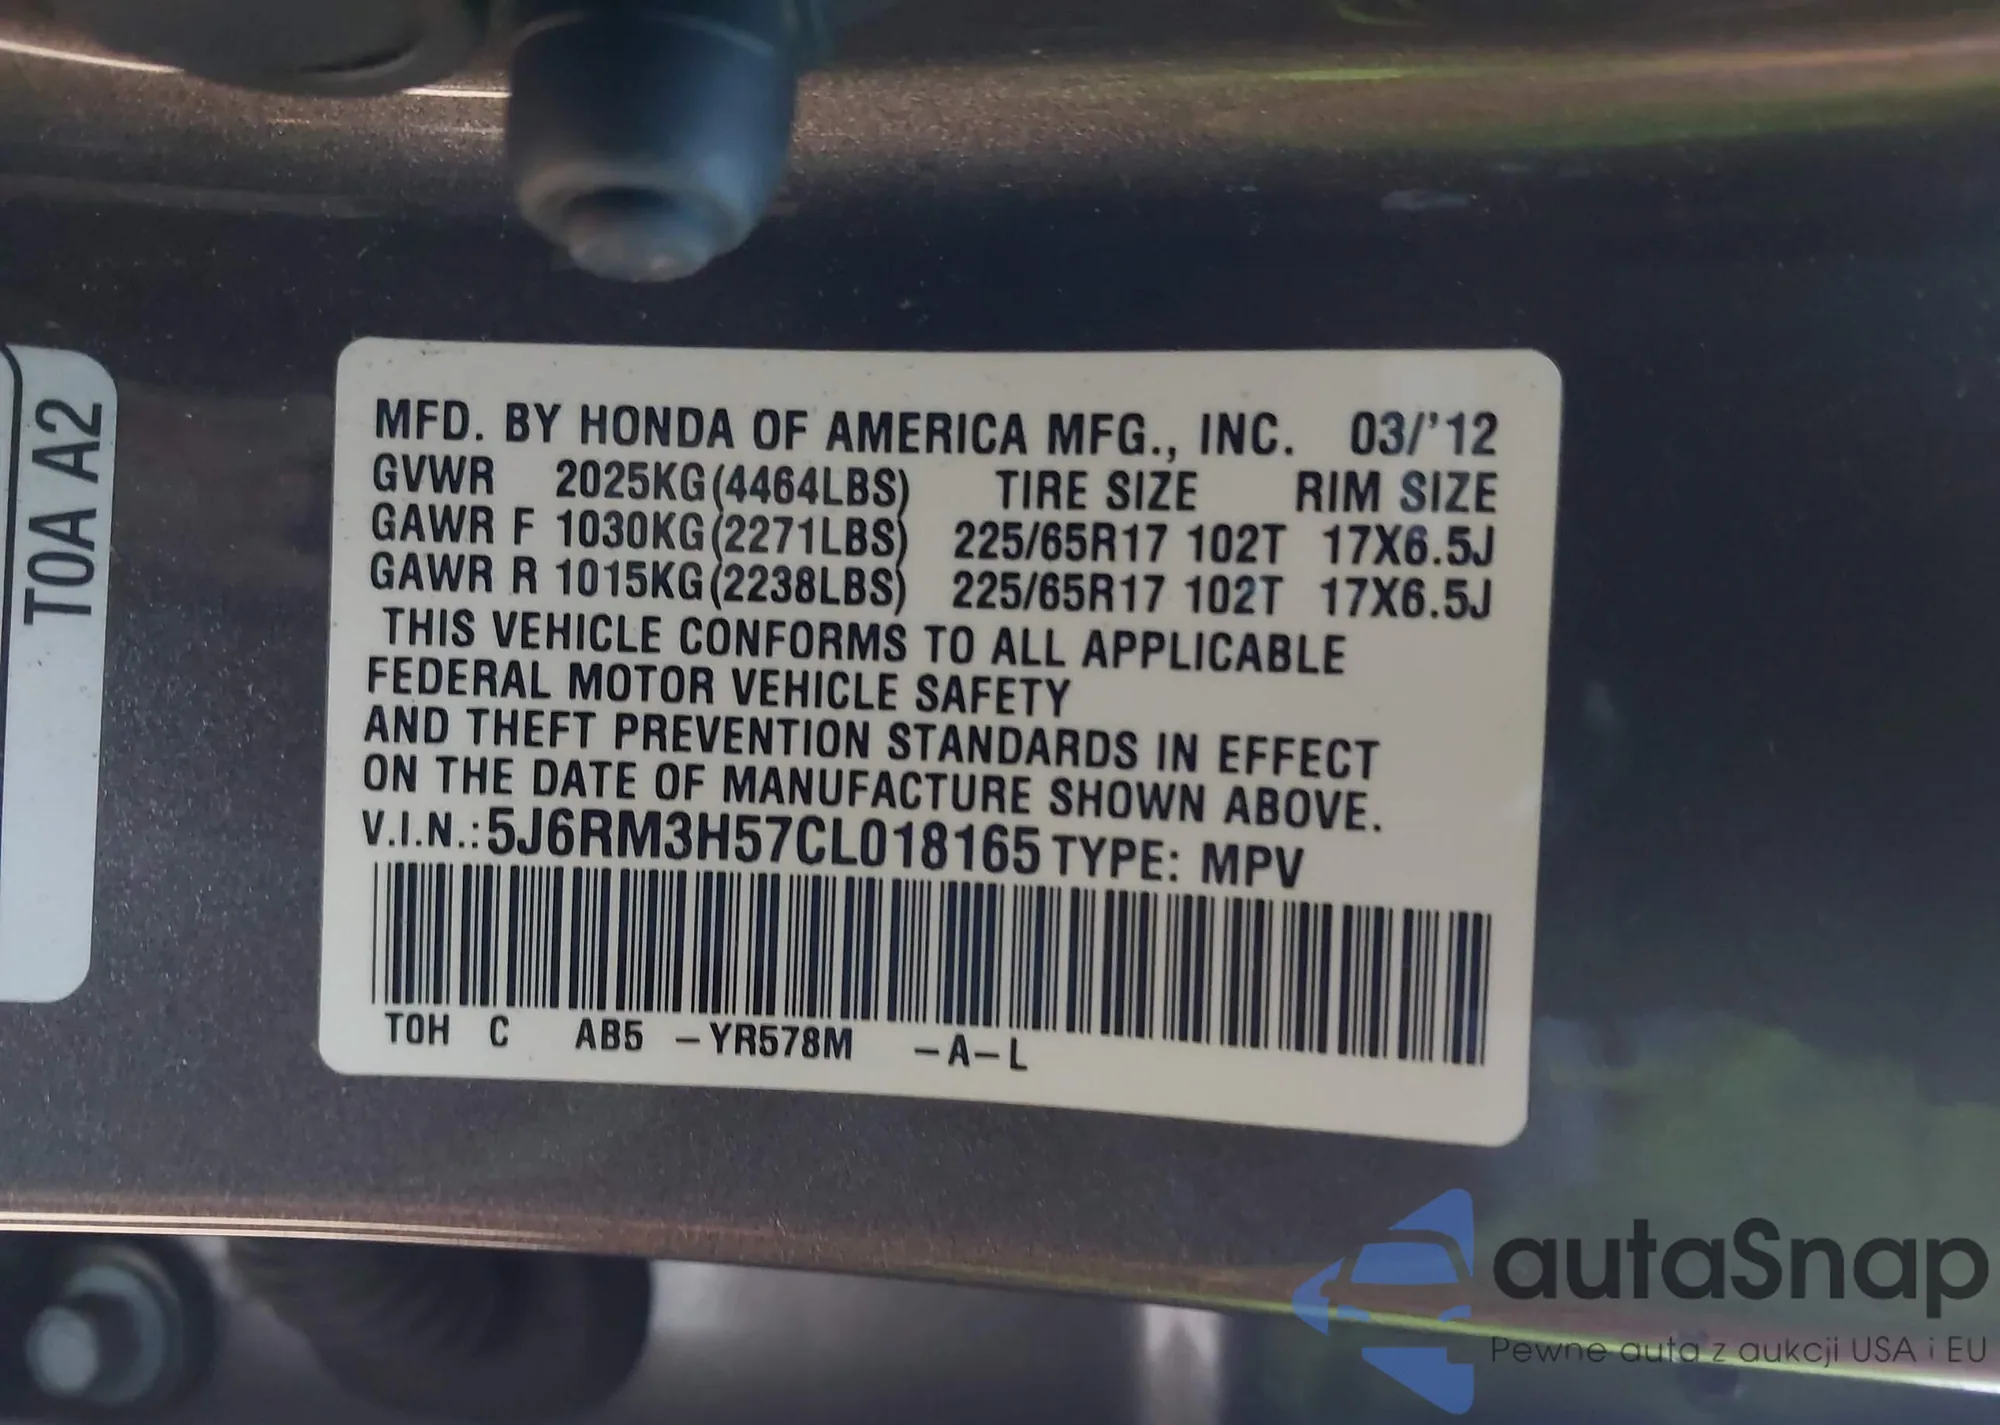 T0A A2
MFD. BY HONDA OF AMERICA MFG., INC. 03/'12
GVWR 2025KG(4464LBS) TIRE SIZE RIM SIZE
GAWR F 1030KG(2271LBS) 225/65R17 102T 17X6.5J
GAWR R 1015KG(2238LBS) 225/65R17 102T 17X6.5J
THIS VEHICLE CONFORMS TO ALL APPLICABLE
FEDERAL MOTOR VEHICLE SAFETY
AND THEFT PREVENTION STANDARDS IN EFFECT
ON THE DATE OF MANUFACTURE SHOWN ABOVE.
V.I.N.: 5J6RM3H57CL018165 TYPE: MPV
T0H C AB5 -YR578M -A-L
autaSnap
Pewne auta z aukcji USA i EU